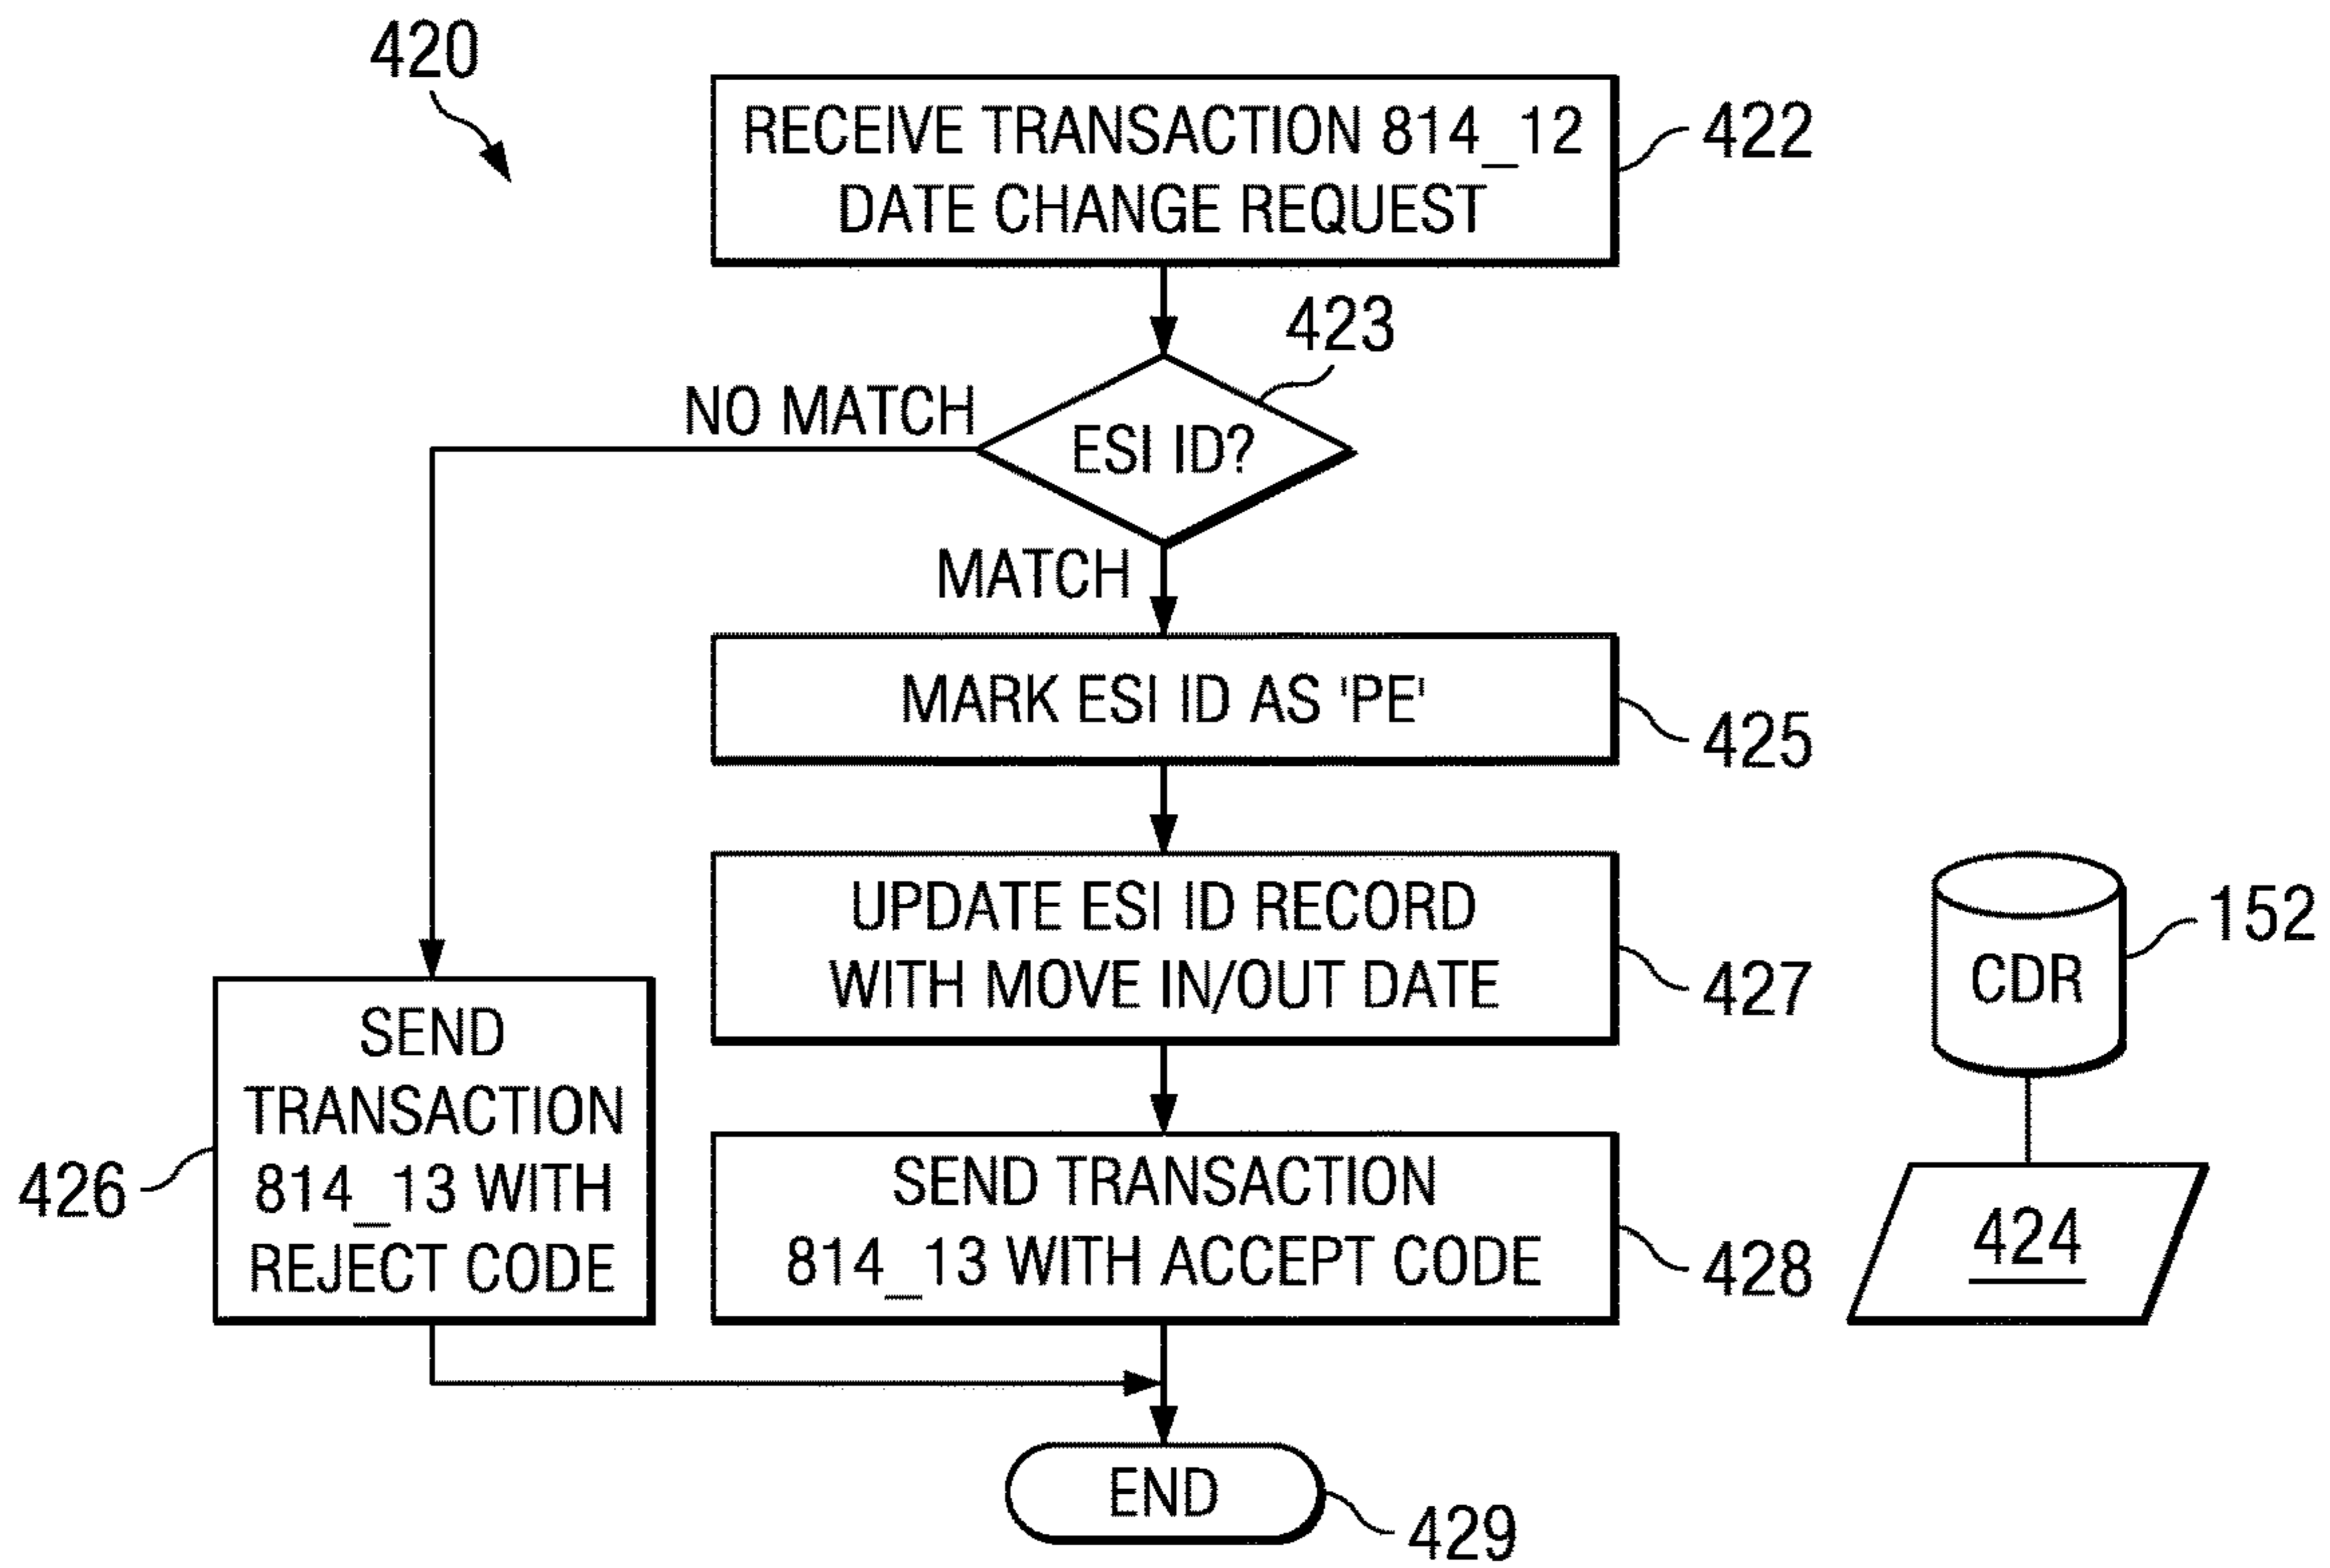 420
RECEIVE TRANSACTION 814_12
DATE CHANGE REQUEST
422
423
NO MATCH
ESI ID?
MATCH
MARK ESI ID AS 'PE'
425
UPDATE ESI ID RECORD
WITH MOVE IN/OUT DATE
427
152
CDR
SEND
TRANSACTION
814_13 WITH
REJECT CODE
426
SEND TRANSACTION
814_13 WITH ACCEPT CODE
428
424
END
429